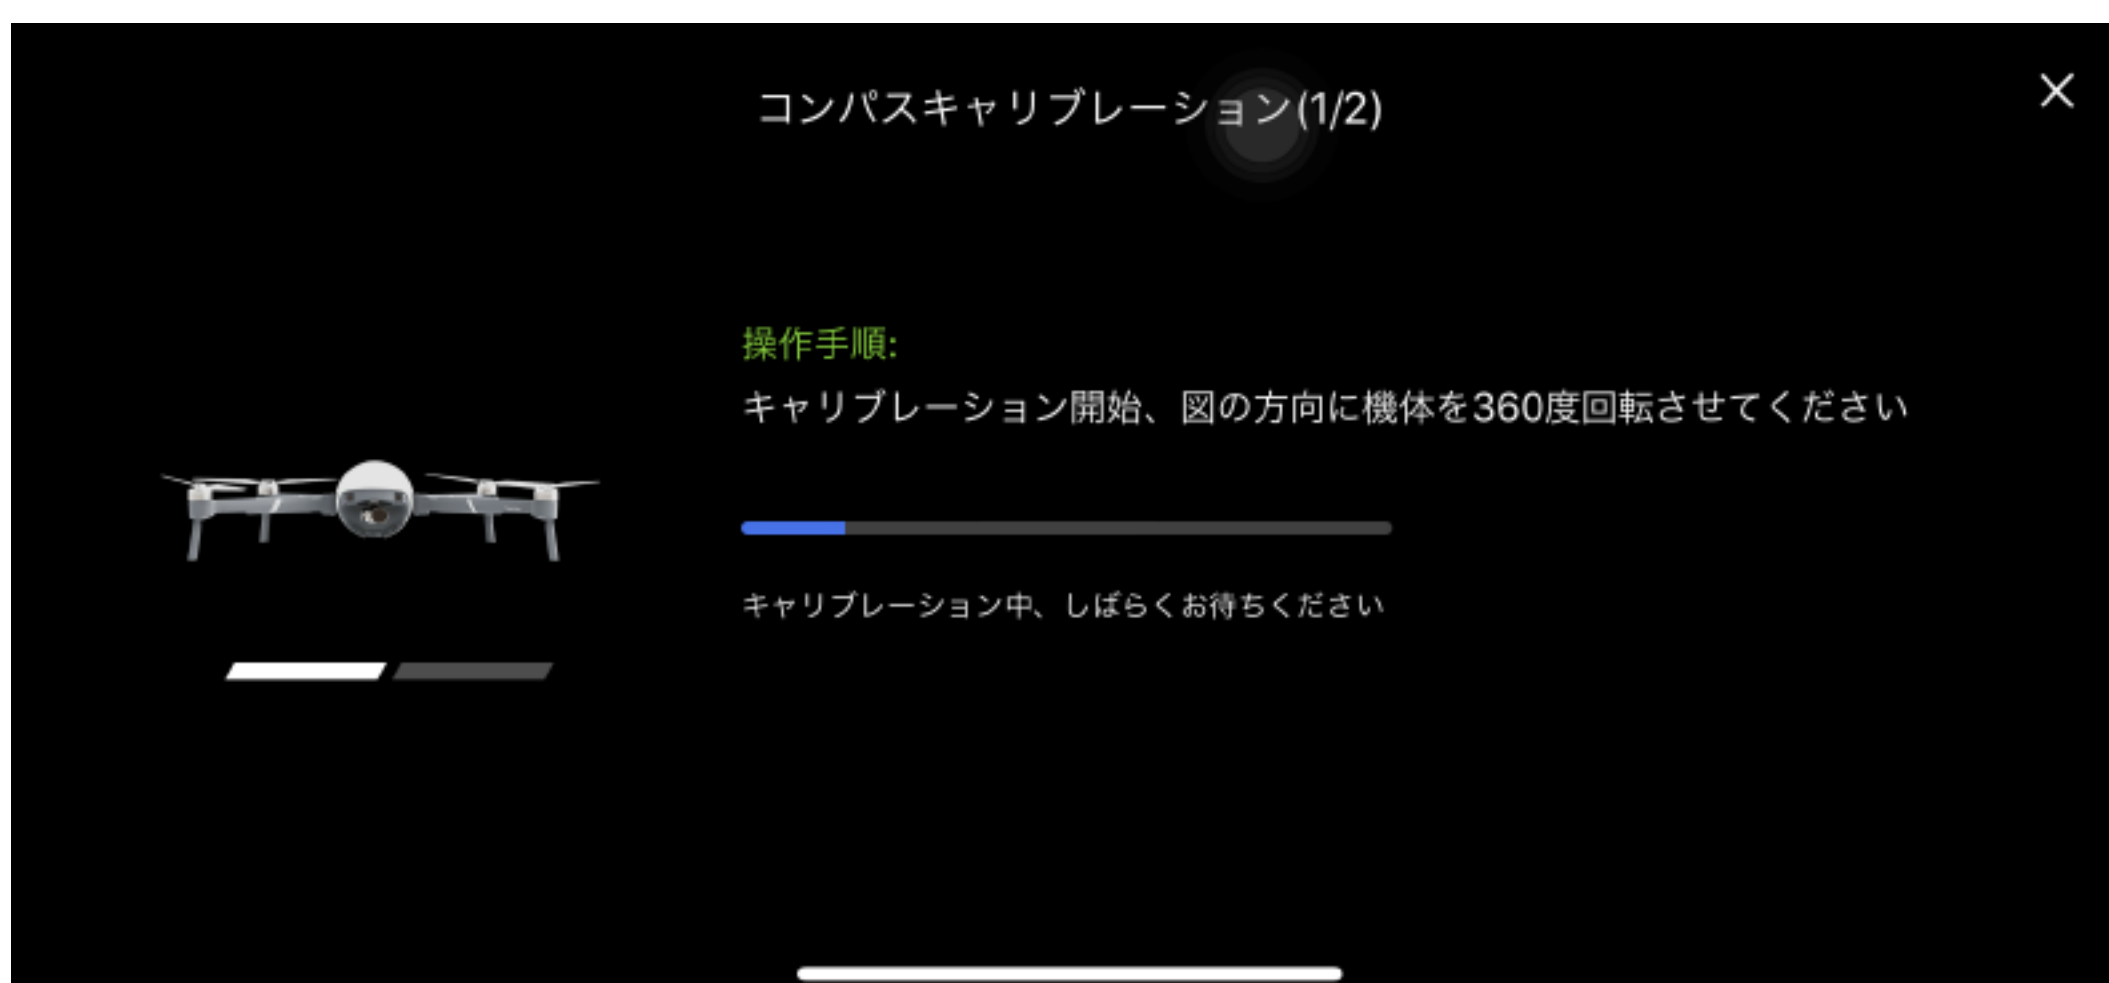 コンパスキャリブレーション(1/2)
操作手順:
キャリブレーション開始、図の方向に機体を360度回転させてください
キャリブレーション中、しばらくお待ちください